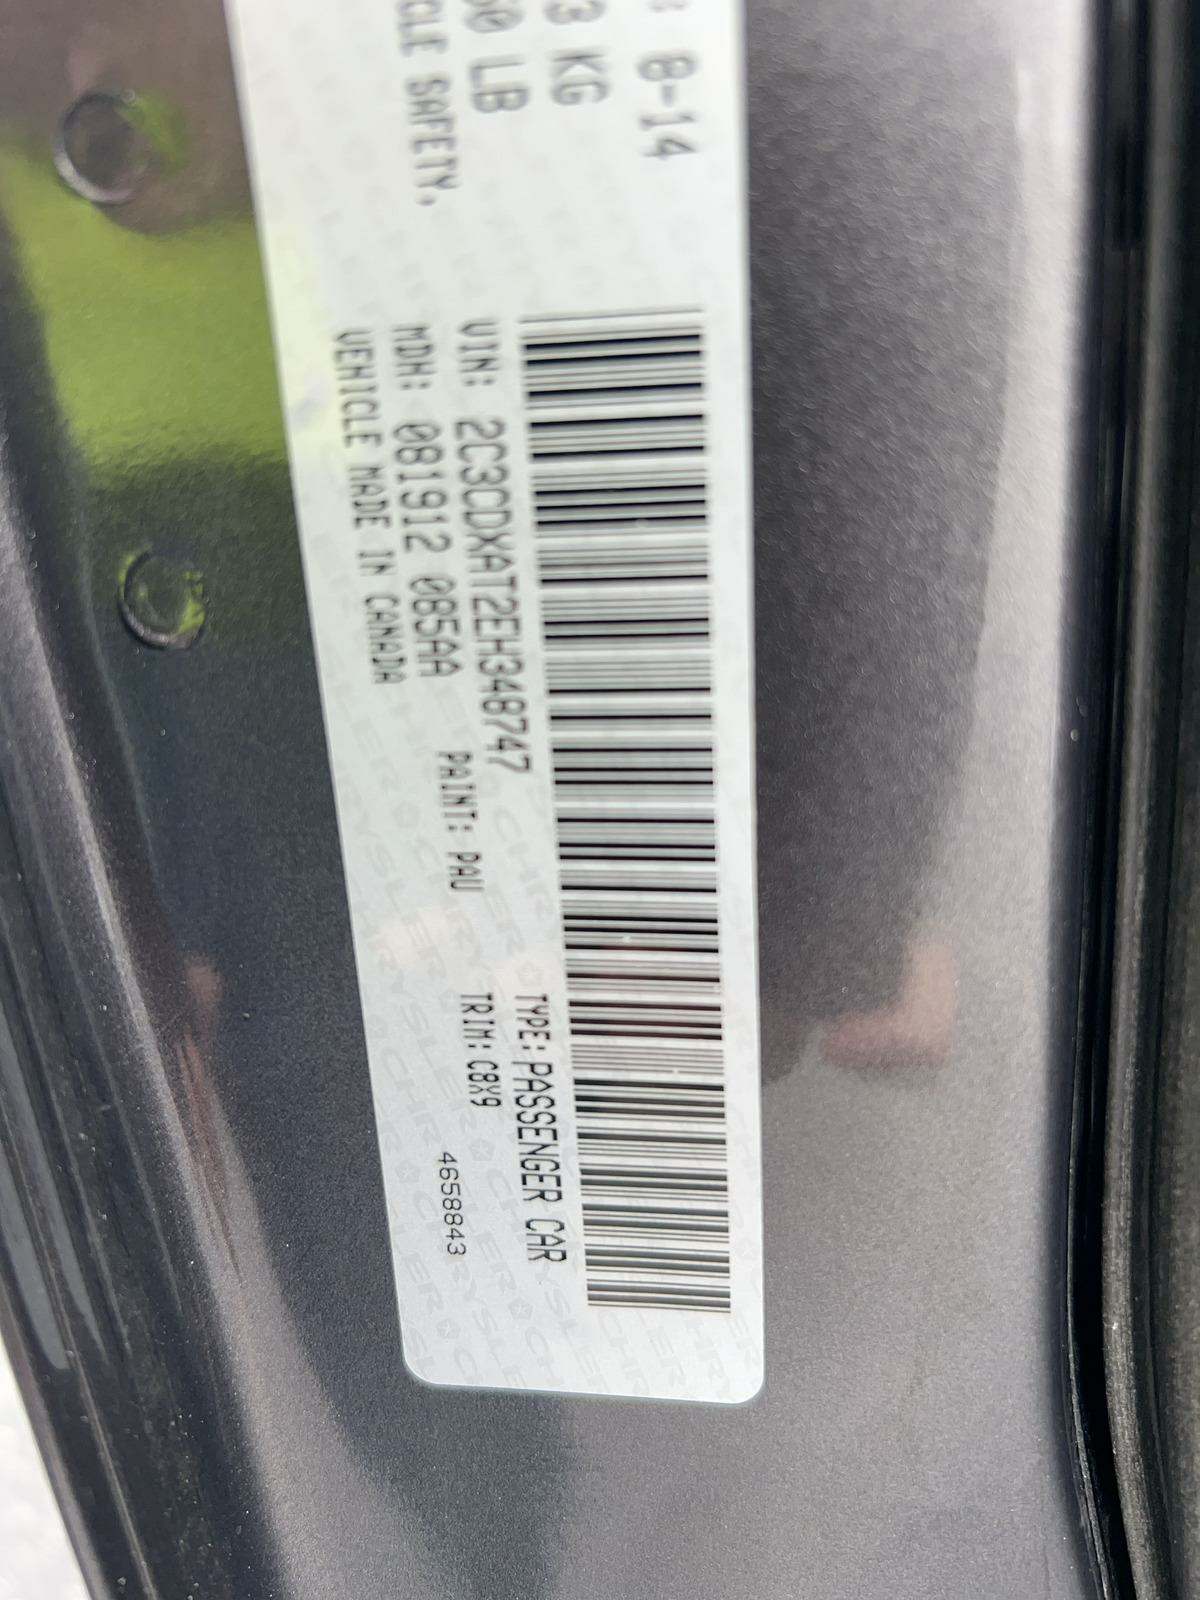 : 8-14
3 KG
0 LB
CLE SAFETY,
VIN: 2C3CDXAT2EH348747 TYPE: PASSENGER CAR
MDH: 081912 085AA PAINT: PAU TRIM: C8X9
VEHICLE MADE IN CANADA 4658843